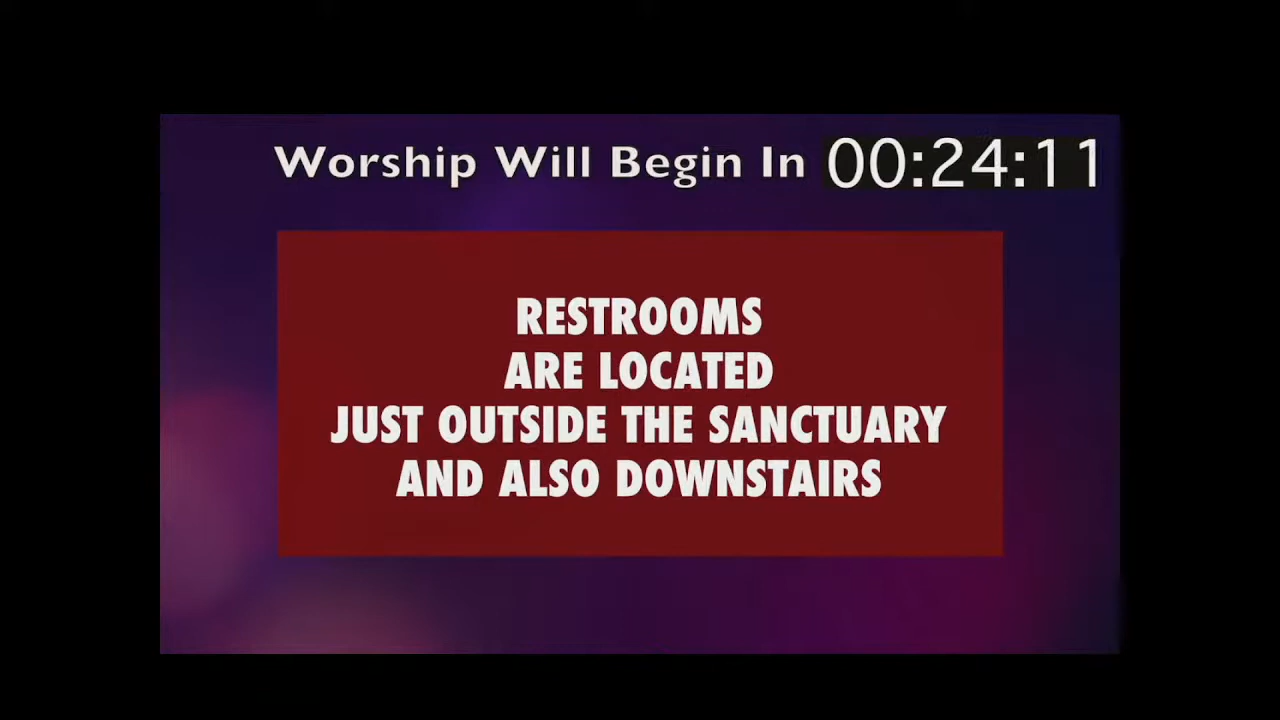 Worship Will Begin In 00:24:11
RESTROOMS
ARE LOCATED
JUST OUTSIDE THE SANCTUARY
AND ALSO DOWNSTAIRS